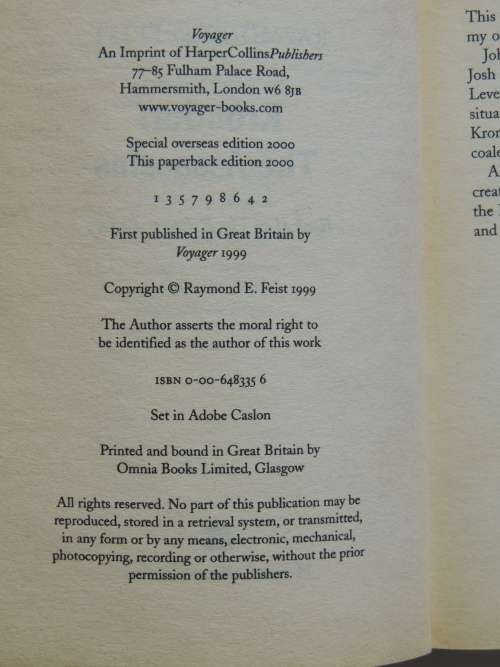 Voyager
An Imprint of HarperCollinsPublishers
77–85 Fulham Palace Road,
Hammersmith, London W6 8JB
www.voyager-books.com
Special overseas edition 2000
This paperback edition 2000
1 3 5 7 9 8 6 4 2
First published in Great Britain by
Voyager 1999
Copyright © Raymond E. Feist 1999
The Author asserts the moral right to
be identified as the author of this work
ISBN 0-00-648335 6
Set in Adobe Caslon
Printed and bound in Great Britain by
Omnia Books Limited, Glasgow
All rights reserved. No part of this publication may be
reproduced, stored in a retrieval system, or transmitted,
in any form or by any means, electronic, mechanical,
photocopying, recording or otherwise, without the prior
permission of the publishers.
This
my o
Joh
Josh
Leve
situa
Kron
coale
A
creat
the
and